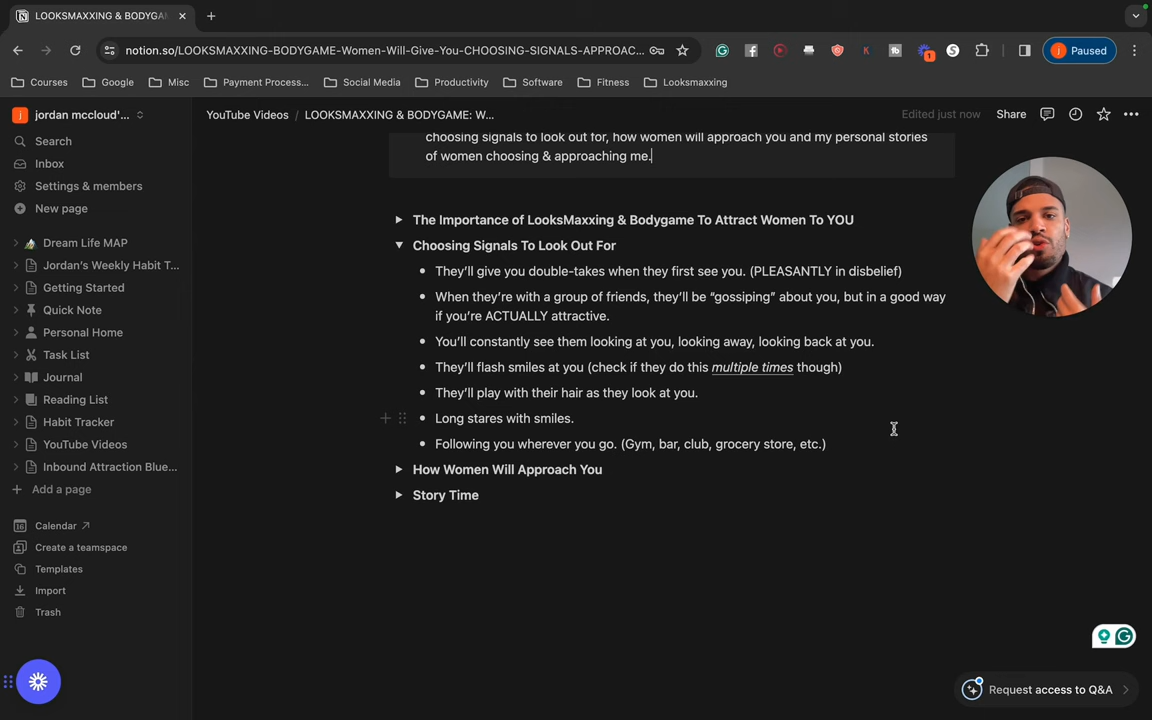 LOOKSMAXXING & BODYGA
notion.so/LOOKSMAXXING-BODYGAME-Women-Will-Give-You-CHOOSING-SIGNALS-APPROAC...
Paused
Courses
Google
Misc
Payment Process...
Social Media
Productivity
Software
Fitness
Looksmaxxing
jordan mccloud'...
YouTube Videos / LOOKSMAXXING & BODYGAME: W...
Edited just now
Share
Search
Inbox
Settings & members
New page
Dream Life MAP
Jordan's Weekly Habit T...
Getting Started
Quick Note
Personal Home
Task List
Journal
Reading List
Habit Tracker
YouTube Videos
Inbound Attraction Blue...
Add a page
Calendar
Create a teamspace
Templates
Import
Trash
choosing signals to look out for, how women will approach you and my personal stories
of women choosing & approaching me.
The Importance of LooksMaxxing & Bodygame To Attract Women To YOU
Choosing Signals To Look Out For
They'll give you double-takes when they first see you. (PLEASANTLY in disbelief)
When they're with a group of friends, they'll be “gossiping” about you, but in a good way
if you're ACTUALLY attractive.
You'll constantly see them looking at you, looking away, looking back at you.
They'll flash smiles at you (check if they do this multiple times though)
They'll play with their hair as they look at you.
Long stares with smiles.
Following you wherever you go. (Gym, bar, club, grocery store, etc.)
How Women Will Approach You
Story Time
Request access to Q&A